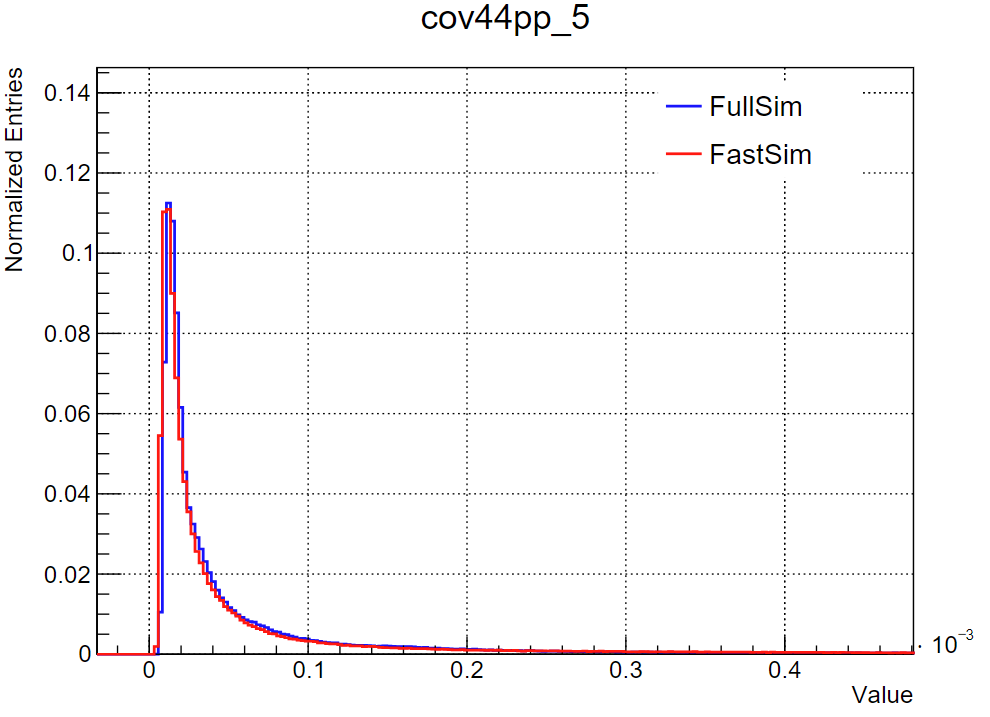 cov44pp_5
Normalized Entries
0.14
0.12
0.1
0.08
0.06
0.04
0.02
0
FullSim
FastSim
0 0.1 0.2 0.3 0.4
·10⁻³
Value